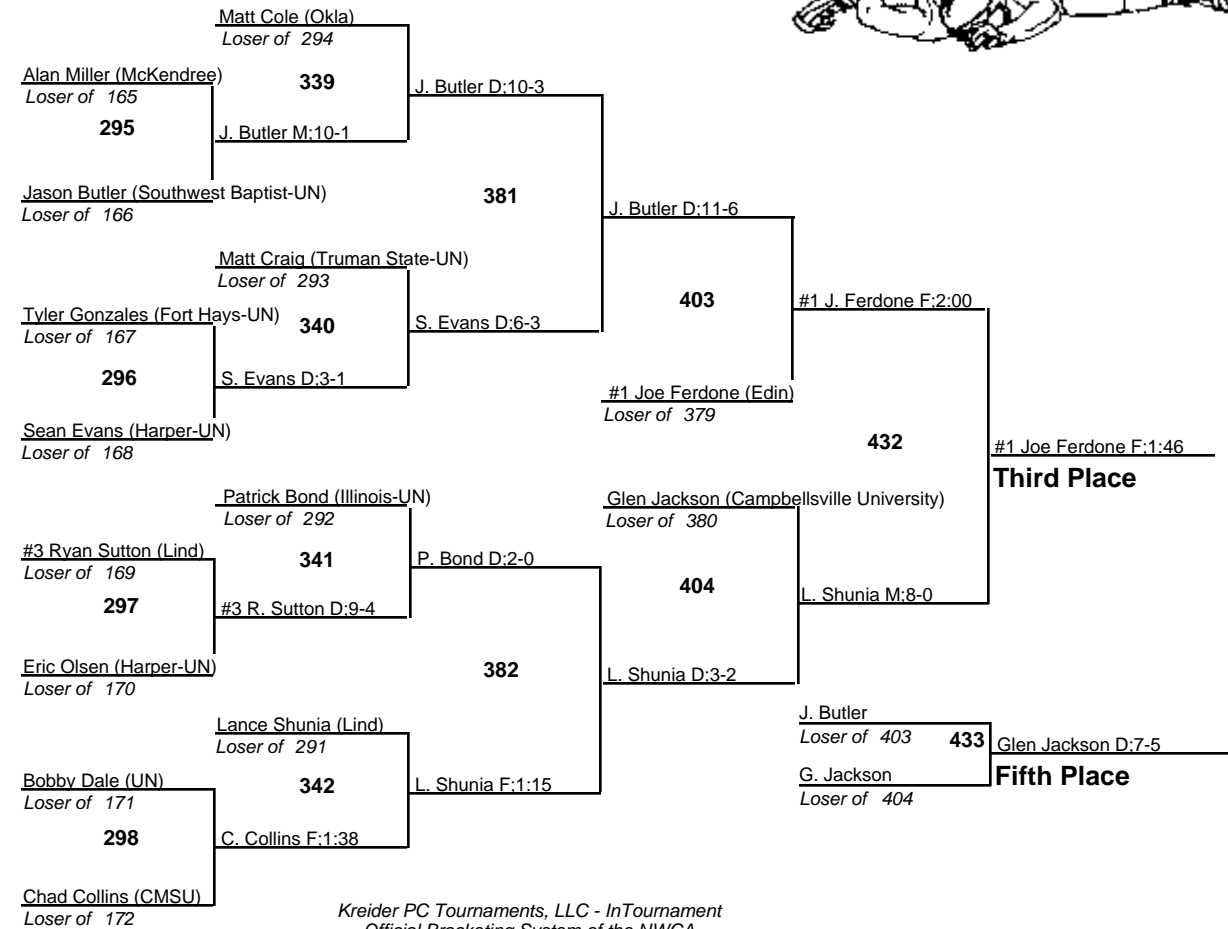 Matt Cole (Okla)
Loser of 294
Alan Miller (McKendree)
Loser of 165
339
J. Butler D;10-3
295
J. Butler M;10-1
Jason Butler (Southwest Baptist-UN)
Loser of 166
381
J. Butler D;11-6
Matt Craig (Truman State-UN)
Loser of 293
Tyler Gonzales (Fort Hays-UN)
Loser of 167
340
S. Evans D;6-3
403
#1 J. Ferdone F;2:00
296
S. Evans D;3-1
#1 Joe Ferdone (Edin)
Loser of 379
Sean Evans (Harper-UN)
Loser of 168
432
#1 Joe Ferdone F;1:46
Third Place
Patrick Bond (Illinois-UN)
Loser of 292
Glen Jackson (Campbellsville University)
Loser of 380
#3 Ryan Sutton (Lind)
Loser of 169
341
P. Bond D;2-0
404
L. Shunia M;8-0
297
#3 R. Sutton D;9-4
Eric Olsen (Harper-UN)
Loser of 170
382
L. Shunia D;3-2
Lance Shunia (Lind)
Loser of 291
J. Butler
Loser of 403
433
Glen Jackson D;7-5
Fifth Place
G. Jackson
Loser of 404
Bobby Dale (UN)
Loser of 171
342
L. Shunia F;1:15
298
C. Collins F;1:38
Chad Collins (CMSU)
Loser of 172
Kreider PC Tournaments, LLC - InTournament
Official Bracketing System of the NWCA